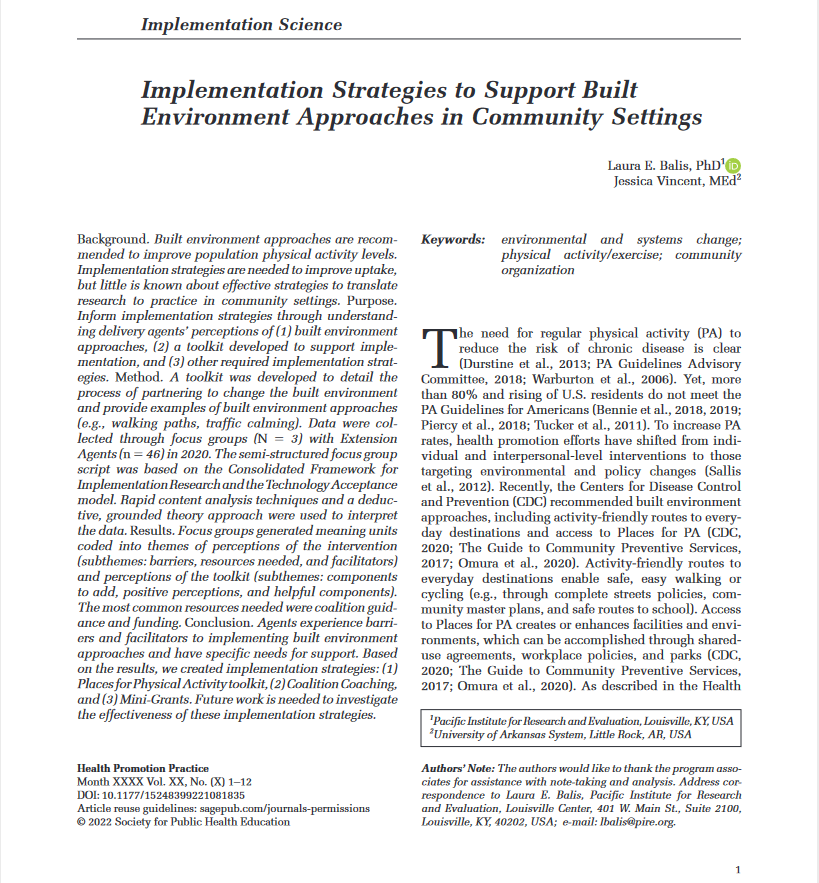 Implementation Science
Implementation Strategies to Support Built
Environment Approaches in Community Settings
Laura E. Balis, PhD¹ iD
Jessica Vincent, MEd²
Background. Built environment approaches are recom-
mended to improve population physical activity levels.
Implementation strategies are needed to improve uptake,
but little is known about effective strategies to translate
research to practice in community settings. Purpose.
Inform implementation strategies through understand-
ing delivery agents' perceptions of (1) built environment
approaches, (2) a toolkit developed to support imple-
mentation, and (3) other required implementation strat-
egies. Method. A toolkit was developed to detail the
process of partnering to change the built environment
and provide examples of built environment approaches
(e.g., walking paths, traffic calming). Data were col-
lected through focus groups (N = 3) with Extension
Agents (n = 46) in 2020. The semi-structured focus group
script was based on the Consolidated Framework for
Implementation Research and the Technology Acceptance
model. Rapid content analysis techniques and a deduc-
tive, grounded theory approach were used to interpret
the data. Results. Focus groups generated meaning units
coded into themes of perceptions of the intervention
(subthemes: barriers, resources needed, and facilitators)
and perceptions of the toolkit (subthemes: components
to add, positive perceptions, and helpful components).
The most common resources needed were coalition guid-
ance and funding. Conclusion. Agents experience barri-
ers and facilitators to implementing built environment
approaches and have specific needs for support. Based
on the results, we created implementation strategies: (1)
Places for Physical Activity toolkit, (2) Coalition Coaching,
and (3) Mini-Grants. Future work is needed to investigate
the effectiveness of these implementation strategies.
Keywords: environmental and systems change;
physical activity/exercise; community
organization
The need for regular physical activity (PA) to
reduce the risk of chronic disease is clear
(Durstine et al., 2013; PA Guidelines Advisory
Committee, 2018; Warburton et al., 2006). Yet, more
than 80% and rising of U.S. residents do not meet the
PA Guidelines for Americans (Bennie et al., 2018, 2019;
Piercy et al., 2018; Tucker et al., 2011). To increase PA
rates, health promotion efforts have shifted from indi-
vidual and interpersonal-level interventions to those
targeting environmental and policy changes (Sallis
et al., 2012). Recently, the Centers for Disease Control
and Prevention (CDC) recommended built environment
approaches, including activity-friendly routes to every-
day destinations and access to Places for PA (CDC,
2020; The Guide to Community Preventive Services,
2017; Omura et al., 2020). Activity-friendly routes to
everyday destinations enable safe, easy walking or
cycling (e.g., through complete streets policies, com-
munity master plans, and safe routes to school). Access
to Places for PA creates or enhances facilities and envi-
ronments, which can be accomplished through shared-
use agreements, workplace policies, and parks (CDC,
2020; The Guide to Community Preventive Services,
2017; Omura et al., 2020). As described in the Health
¹Pacific Institute for Research and Evaluation, Louisville, KY, USA
²University of Arkansas System, Little Rock, AR, USA
Health Promotion Practice
Month XXXX Vol. XX, No. (X) 1–12
DOI: 10.1177/15248399221081835
Article reuse guidelines: sagepub.com/journals-permissions
© 2022 Society for Public Health Education
Authors' Note: The authors would like to thank the program asso-
ciates for assistance with note-taking and analysis. Address cor-
respondence to Laura E. Balis, Pacific Institute for Research
and Evaluation, Louisville Center, 401 W. Main St., Suite 2100,
Louisville, KY, 40202, USA; e-mail: lbalis@pire.org.
1